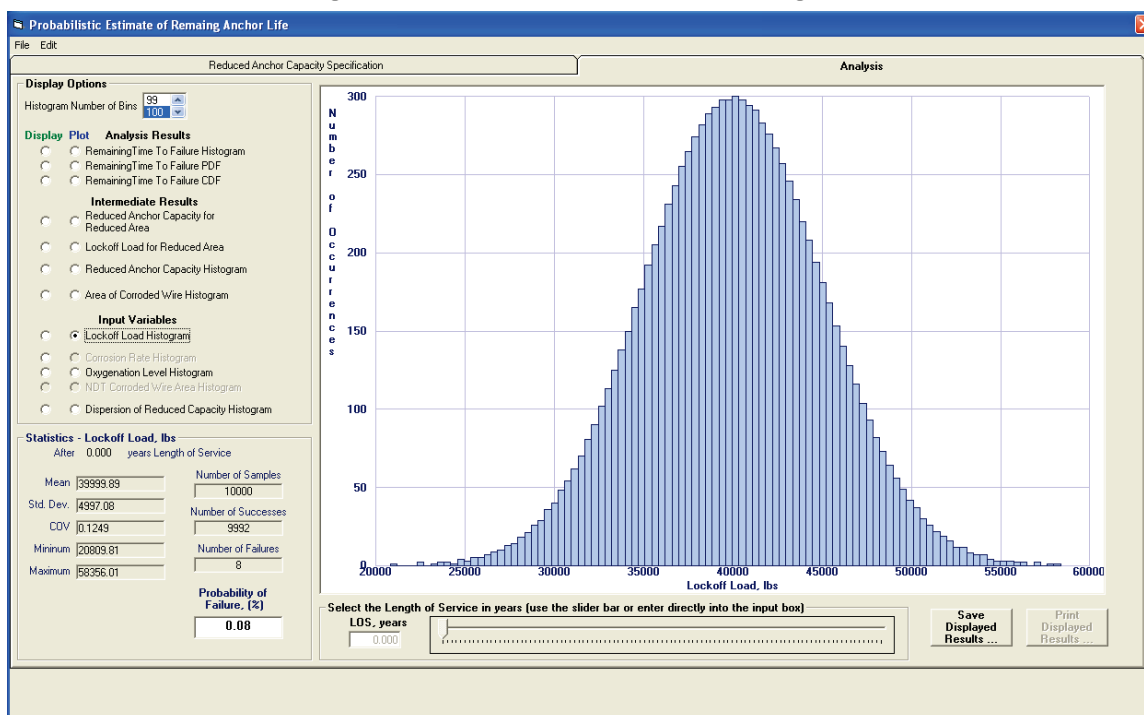 Probabilistic Estimate of Remaing Anchor Life
File Edit
Reduced Anchor Capacity Specification
Analysis
Display Options
Histogram Number of Bins 99
100
Display Plot Analysis Results
RemainingTime To Failure Histogram
RemainingTime To Failure PDF
RemainingTime To Failure CDF
Intermediate Results
Reduced Anchor Capacity for
Reduced Area
Lockoff Load for Reduced Area
Reduced Anchor Capacity Histogram
Area of Corroded Wire Histogram
Input Variables
Lockoff Load Histogram
Corrosion Rate Histogram
Oxygenation Level Histogram
NDT Corroded Wire Area Histogram
Dispersion of Reduced Capacity Histogram
Statistics - Lockoff Load, lbs
After 0.000 years Length of Service
Mean 39999.89
Std. Dev. 4997.08
COV 0.1249
Mininum 20809.81
Maximum 58356.01
Number of Samples
10000
Number of Successes
9992
Number of Failures
8
Probability of
Failure, (%)
0.08
Number of Occurrences
300
250
200
150
100
50
0
20000 25000 30000 35000 40000 45000 50000 55000 60000
Lockoff Load, lbs
Select the Length of Service in years (use the slider bar or enter directly into the input box)
LOS, years
0.000
Save
Displayed
Results ...
Print
Displayed
Results ...